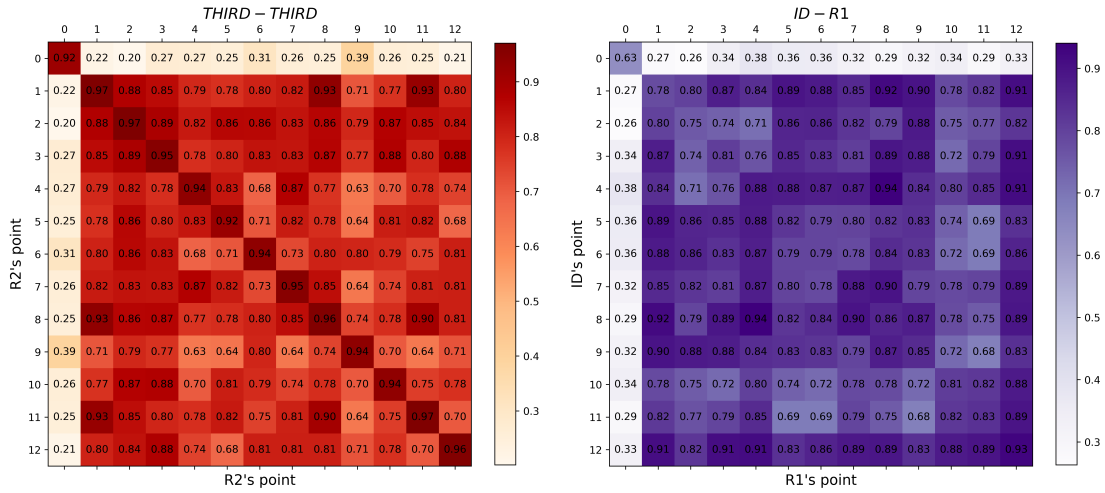 THIRD − THIRD
0 1 2 3 4 5 6 7 8 9 10 11 12
0 0.92 0.22 0.20 0.27 0.27 0.25 0.31 0.26 0.25 0.39 0.26 0.25 0.21
1 0.22 0.97 0.88 0.85 0.79 0.78 0.80 0.82 0.93 0.71 0.77 0.93 0.80
2 0.20 0.88 0.97 0.89 0.82 0.86 0.86 0.83 0.86 0.79 0.87 0.85 0.84
3 0.27 0.85 0.89 0.95 0.78 0.80 0.83 0.83 0.87 0.77 0.88 0.80 0.88
4 0.27 0.79 0.82 0.78 0.94 0.83 0.68 0.87 0.77 0.63 0.70 0.78 0.74
5 0.25 0.78 0.86 0.80 0.83 0.92 0.71 0.82 0.78 0.64 0.81 0.82 0.68
6 0.31 0.80 0.86 0.83 0.68 0.71 0.94 0.73 0.80 0.80 0.79 0.75 0.81
7 0.26 0.82 0.83 0.83 0.87 0.82 0.73 0.95 0.85 0.64 0.74 0.81 0.81
8 0.25 0.93 0.86 0.87 0.77 0.78 0.80 0.85 0.96 0.74 0.78 0.90 0.81
9 0.39 0.71 0.79 0.77 0.63 0.64 0.80 0.64 0.74 0.94 0.70 0.64 0.71
10 0.26 0.77 0.87 0.88 0.70 0.81 0.79 0.74 0.78 0.70 0.94 0.75 0.78
11 0.25 0.93 0.85 0.80 0.78 0.82 0.75 0.81 0.90 0.64 0.75 0.97 0.70
12 0.21 0.80 0.84 0.88 0.74 0.68 0.81 0.81 0.81 0.71 0.78 0.70 0.96
R2's point
R2's point
0.9
0.8
0.7
0.6
0.5
0.4
0.3
ID − R1
0 1 2 3 4 5 6 7 8 9 10 11 12
0 0.63 0.27 0.26 0.34 0.38 0.36 0.36 0.32 0.29 0.32 0.34 0.29 0.33
1 0.27 0.78 0.80 0.87 0.84 0.89 0.88 0.85 0.92 0.90 0.78 0.82 0.91
2 0.26 0.80 0.75 0.74 0.71 0.86 0.86 0.82 0.79 0.88 0.75 0.77 0.82
3 0.34 0.87 0.74 0.81 0.76 0.85 0.83 0.81 0.89 0.88 0.72 0.79 0.91
4 0.38 0.84 0.71 0.76 0.88 0.88 0.87 0.87 0.94 0.84 0.80 0.85 0.91
5 0.36 0.89 0.86 0.85 0.88 0.82 0.79 0.80 0.82 0.83 0.74 0.69 0.83
6 0.36 0.88 0.86 0.83 0.87 0.79 0.79 0.78 0.84 0.83 0.72 0.69 0.86
7 0.32 0.85 0.82 0.81 0.87 0.80 0.78 0.88 0.90 0.79 0.78 0.79 0.89
8 0.29 0.92 0.79 0.89 0.94 0.82 0.84 0.90 0.86 0.87 0.78 0.75 0.89
9 0.32 0.90 0.88 0.88 0.84 0.83 0.83 0.79 0.87 0.85 0.72 0.68 0.83
10 0.34 0.78 0.75 0.72 0.80 0.74 0.72 0.78 0.78 0.72 0.81 0.82 0.88
11 0.29 0.82 0.77 0.79 0.85 0.69 0.69 0.79 0.75 0.68 0.82 0.83 0.89
12 0.33 0.91 0.82 0.91 0.91 0.83 0.86 0.89 0.89 0.83 0.88 0.89 0.93
ID's point
R1's point
0.9
0.8
0.7
0.6
0.5
0.4
0.3